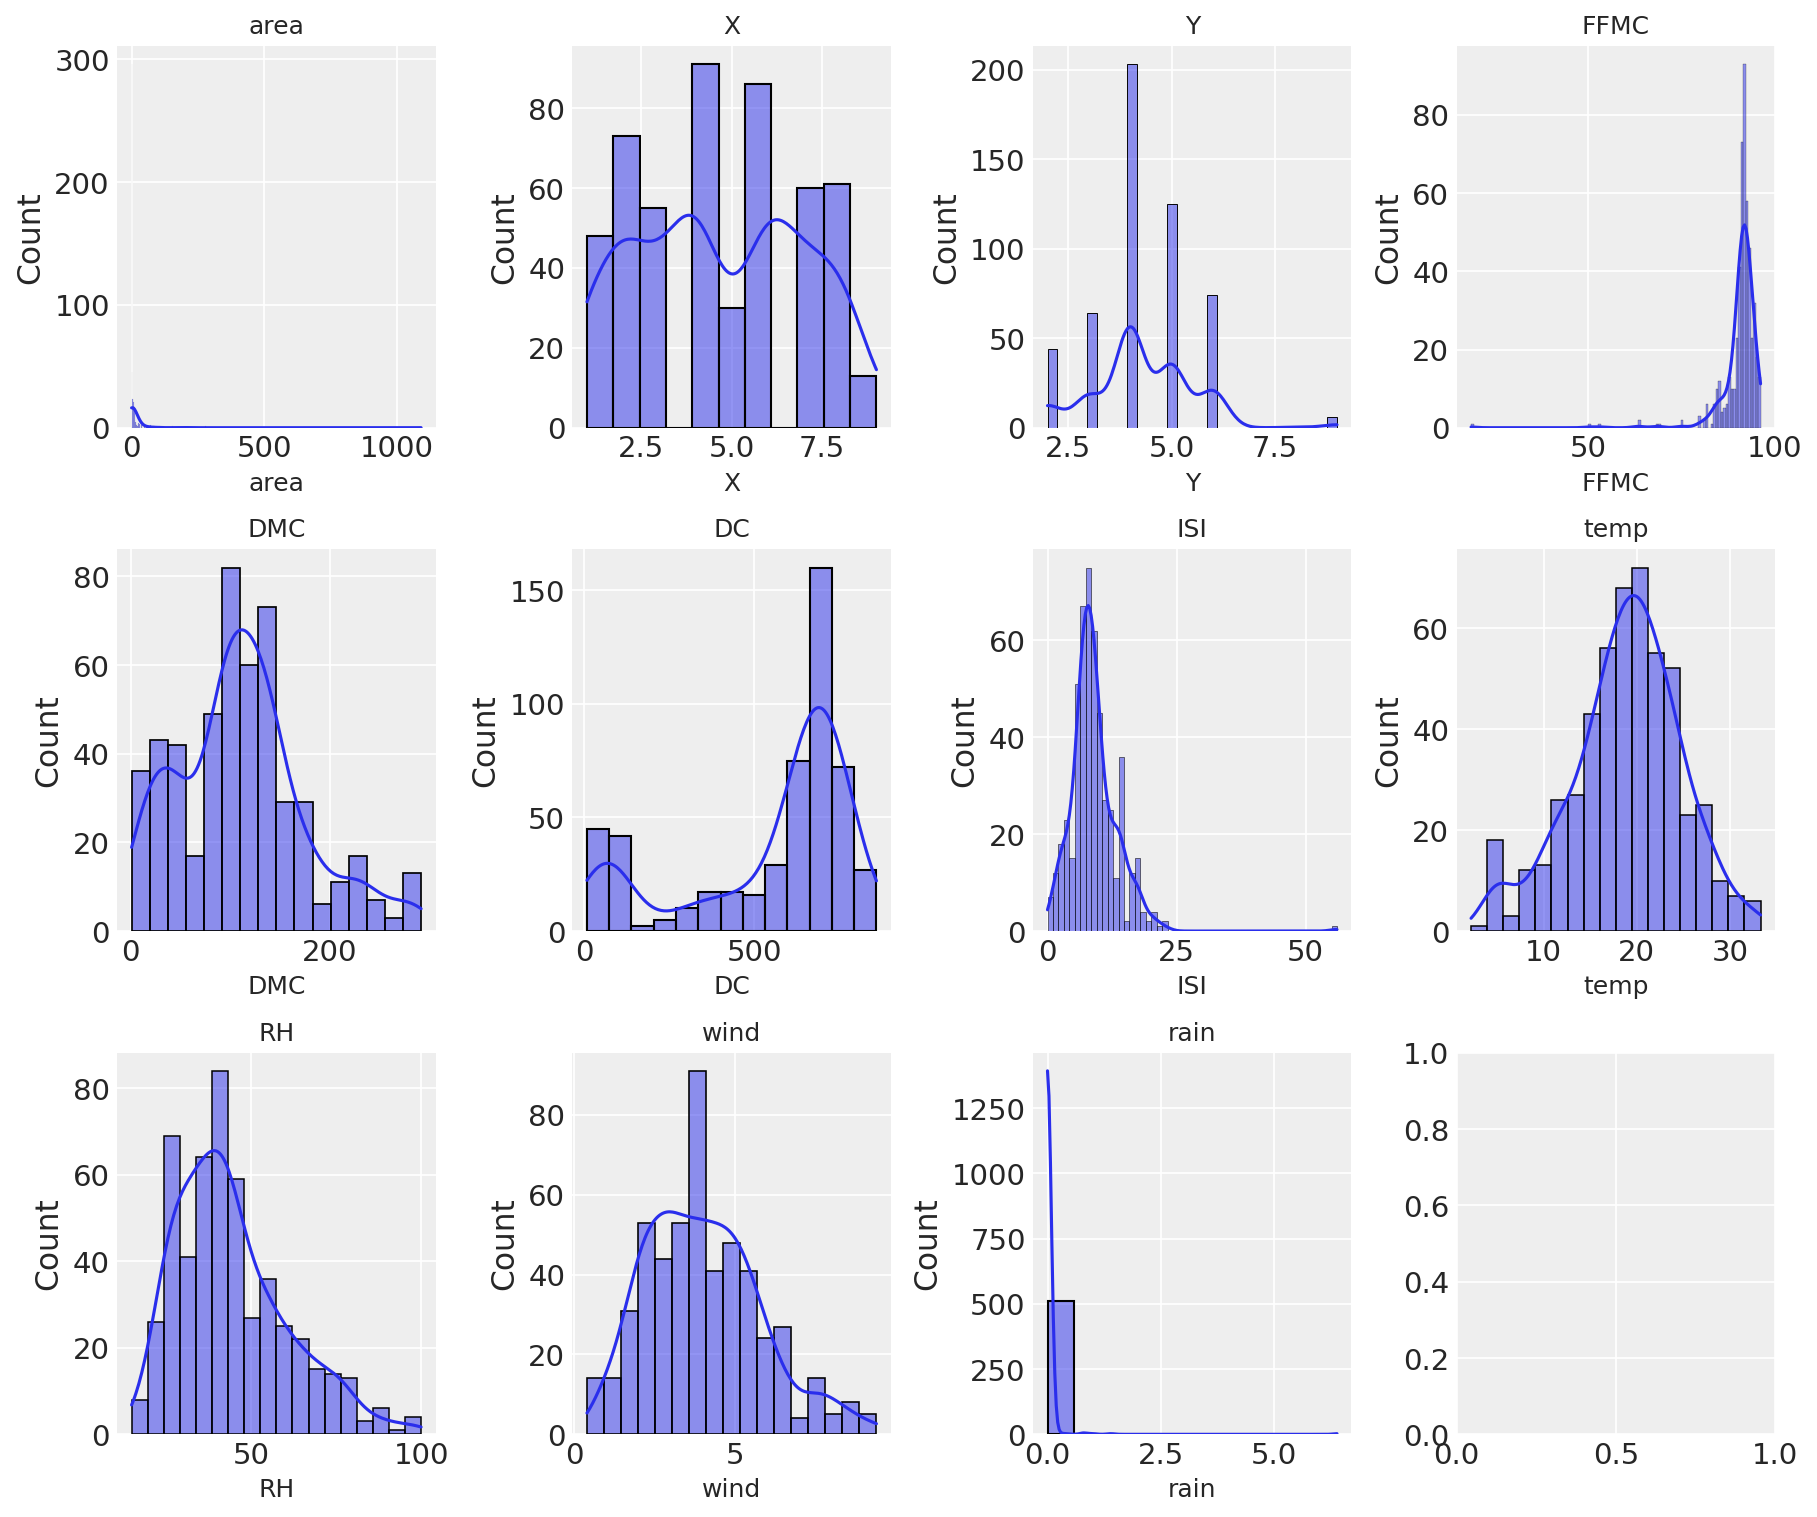 area
300
200
100
0
Count
0 500 1000
area
X
80
60
40
20
0
Count
2.5 5.0 7.5
X
Y
200
150
100
50
0
Count
2.5 5.0 7.5
Y
FFMC
80
60
40
20
0
Count
50 100
FFMC
DMC
80
60
40
20
0
Count
0 200
DMC
DC
150
100
50
0
Count
0 500
DC
ISI
60
40
20
0
Count
0 25 50
ISI
temp
60
40
20
0
Count
10 20 30
temp
RH
80
60
40
20
0
Count
50 100
RH
wind
80
60
40
20
0
Count
0 5
wind
rain
1250
1000
750
500
250
0
Count
0.0 2.5 5.0
rain
1.0
0.8
0.6
0.4
0.2
0.0
0.0 0.5 1.0